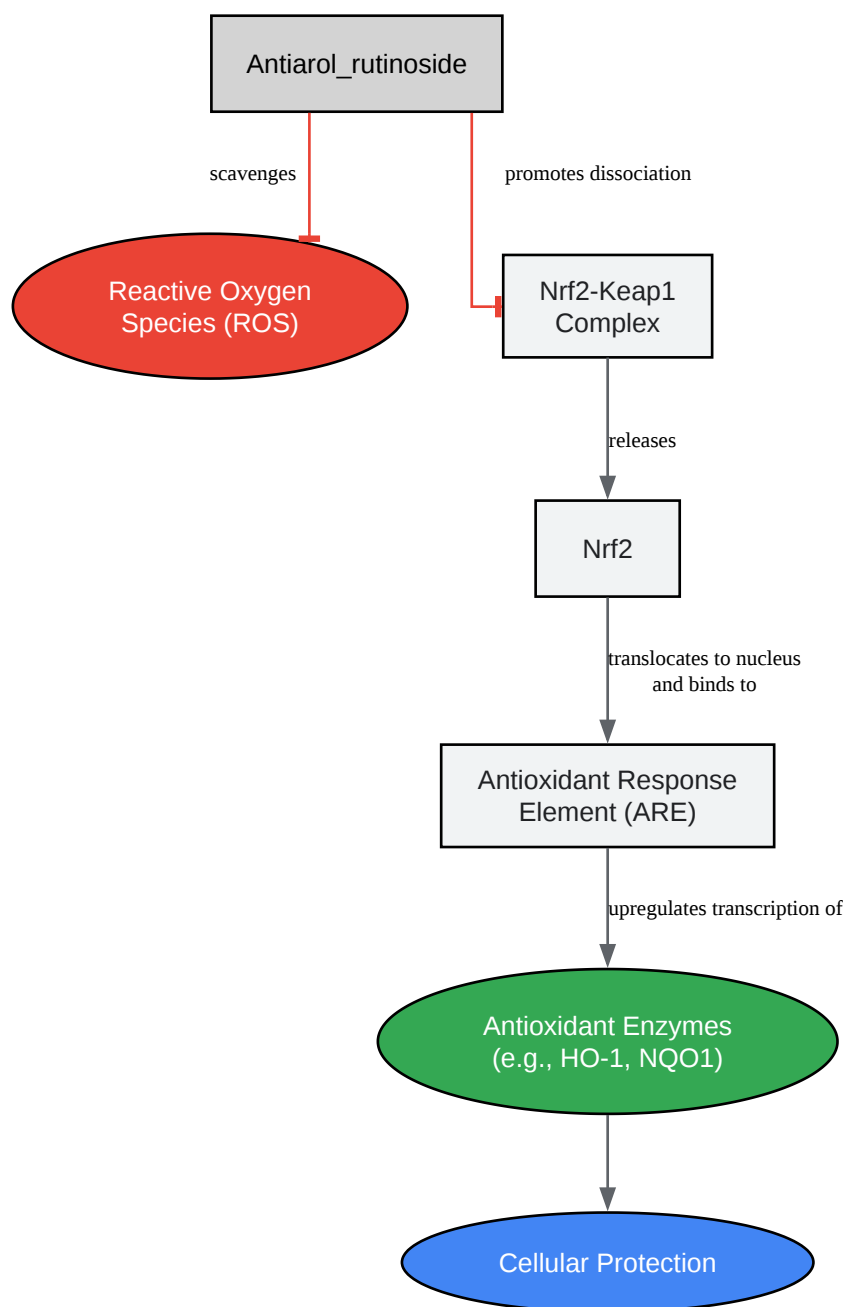 Antiarol_rutinoside
scavenges
promotes dissociation
Reactive Oxygen
Species (ROS)
Nrf2-Keap1
Complex
releases
Nrf2
translocates to nucleus
and binds to
Antioxidant Response
Element (ARE)
upregulates transcription of
Antioxidant Enzymes
(e.g., HO-1, NQO1)
Cellular Protection